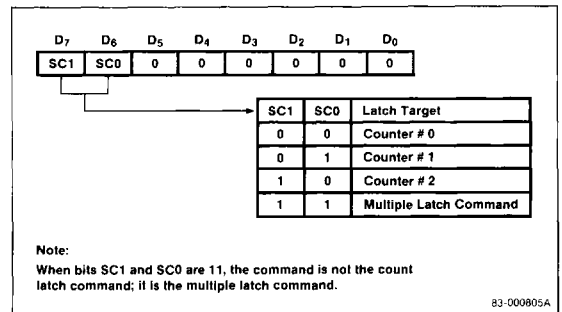 D7 D6 D5 D4 D3 D2 D1 D0
SC1 SC0 0 0 0 0 0 0
SC1 SC0 Latch Target
0 0 Counter # 0
0 1 Counter # 1
1 0 Counter # 2
1 1 Multiple Latch Command
Note:
When bits SC1 and SC0 are 11, the command is not the count
latch command; it is the multiple latch command.
83-000805A